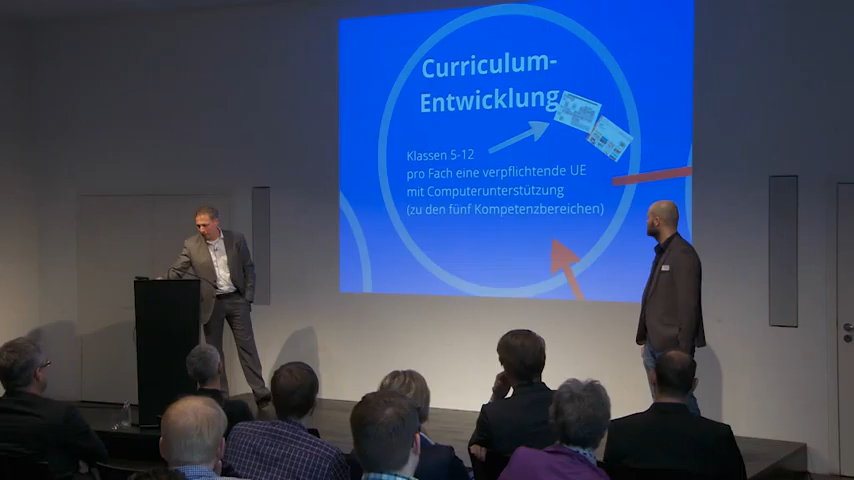 Curriculum-
Entwicklung
Klassen 5-12
pro Fach eine verpflichtende UE
mit Computerunterstützung
(zu den fünf Kompetenzbereichen)